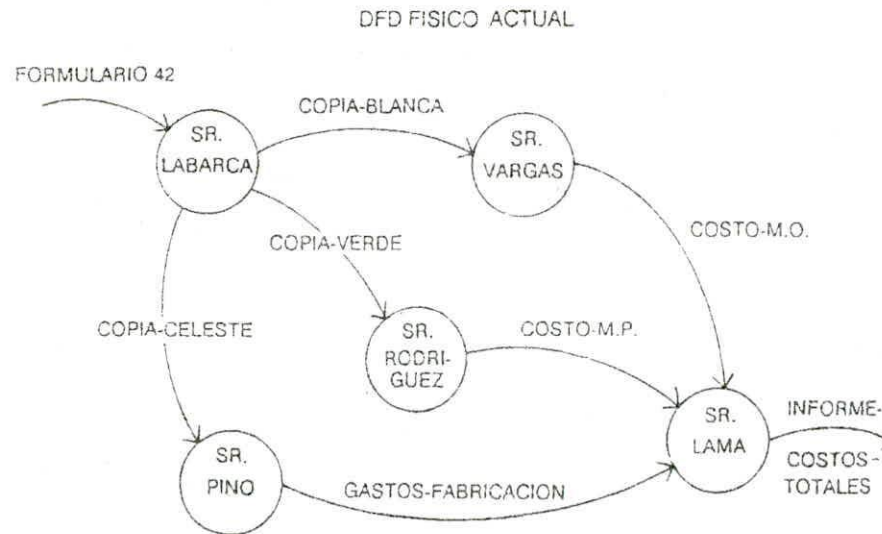 DFD FISICO ACTUAL
FORMULARIO 42
COPIA-BLANCA
SR.
LABARCA
SR.
VARGAS
COPIA-VERDE
COSTO-M.O.
COPIA-CELESTE
SR.
RODRI-
GUEZ
COSTO-M.P.
SR.
LAMA
INFORME-
COSTOS-
TOTALES
SR.
PINO
GASTOS-FABRICACION